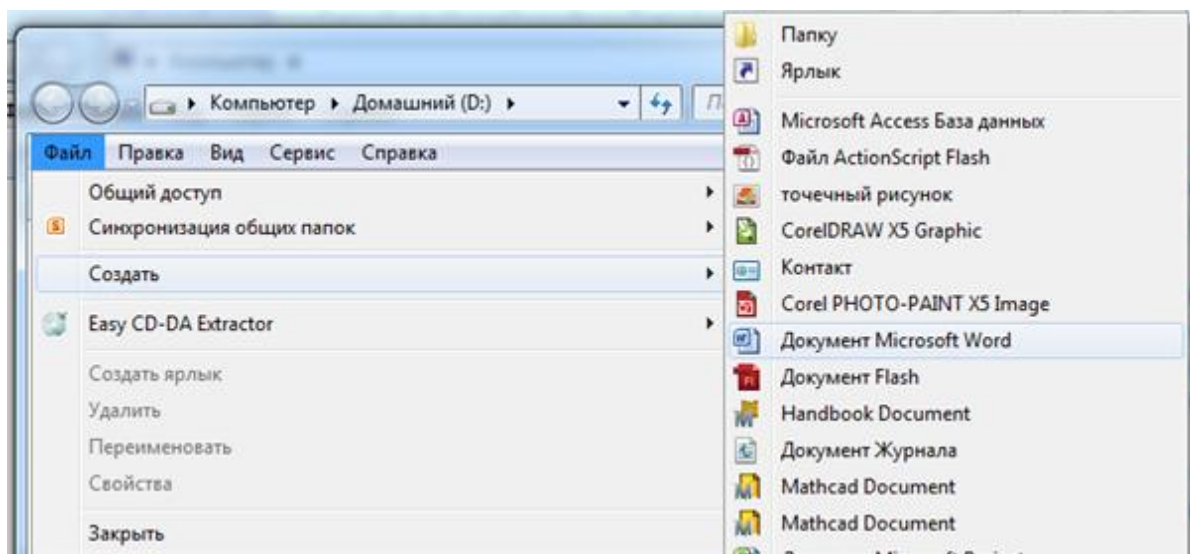 Компьютер ▸ Домашний (D:) ▸
Файл Правка Вид Сервис Справка
Общий доступ
Синхронизация общих папок
Создать
Easy CD-DA Extractor
Создать ярлык
Удалить
Переименовать
Свойства
Закрыть
Папку
Ярлык
Microsoft Access База данных
Файл ActionScript Flash
точечный рисунок
CorelDRAW X5 Graphic
Контакт
Corel PHOTO-PAINT X5 Image
Документ Microsoft Word
Документ Flash
Handbook Document
Документ Журнала
Mathcad Document
Mathcad Document